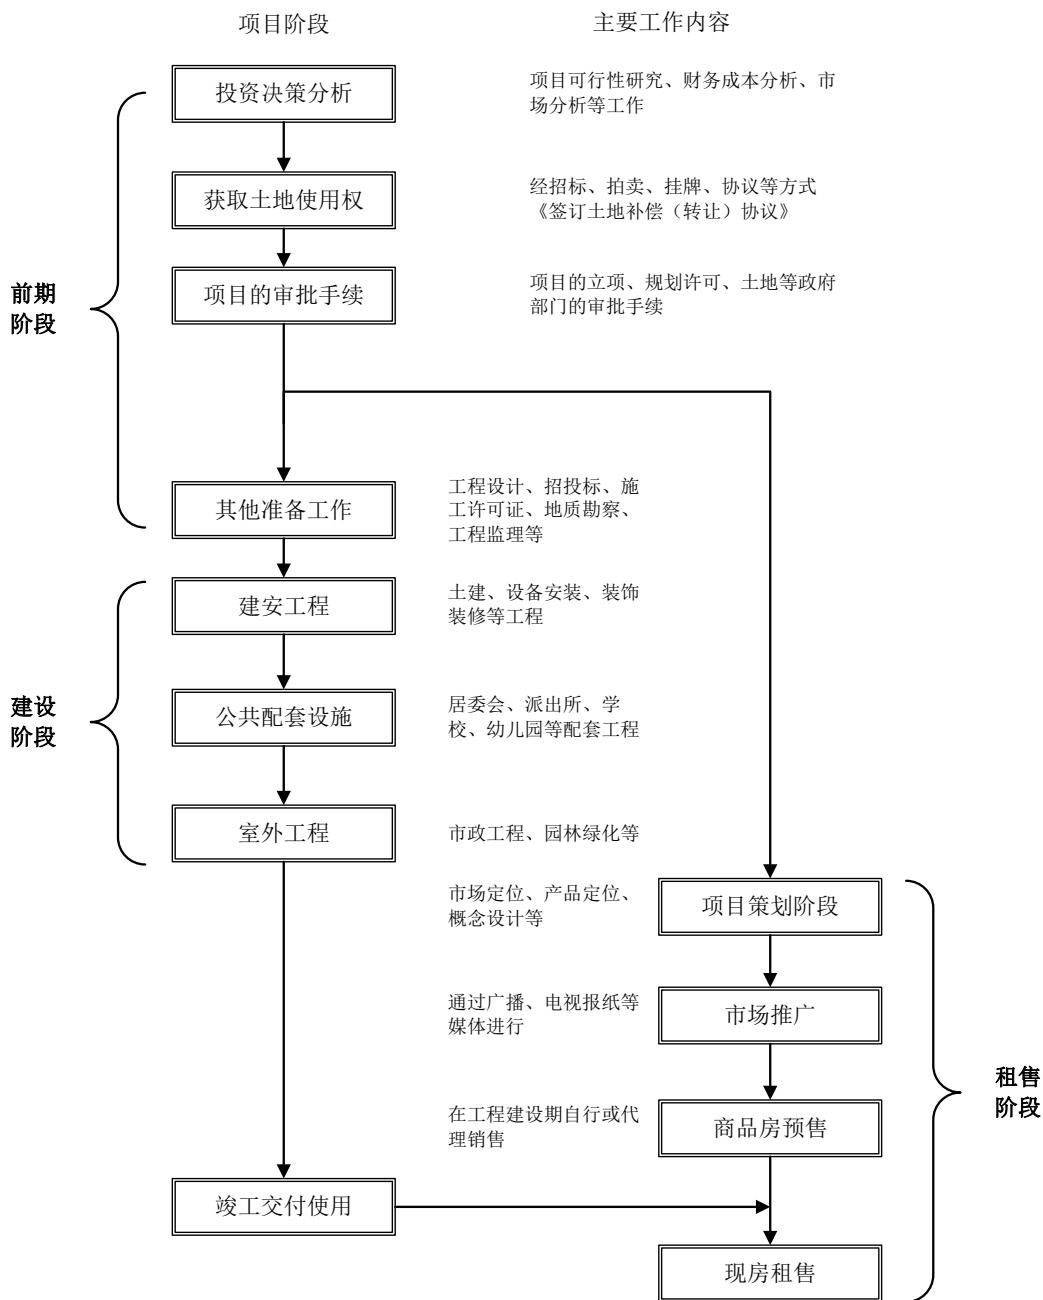 项目阶段
主要工作内容
投资决策分析
项目可行性研究、财务成本分析、市
场分析等工作
获取土地使用权
经招标、拍卖、挂牌、协议等方式
《签订土地补偿（转让）协议》
前期
阶段
项目的审批手续
项目的立项、规划许可、土地等政府
部门的审批手续
其他准备工作
工程设计、招投标、施
工许可证、地质勘察、
工程监理等
建安工程
土建、设备安装、装饰
装修等工程
建设
阶段
公共配套设施
居委会、派出所、学
校、幼儿园等配套工程
室外工程
市政工程、园林绿化等
市场定位、产品定位、
概念设计等
项目策划阶段
通过广播、电视报纸等
媒体进行
市场推广
租售
阶段
在工程建设期自行或代
理销售
商品房预售
竣工交付使用
现房租售